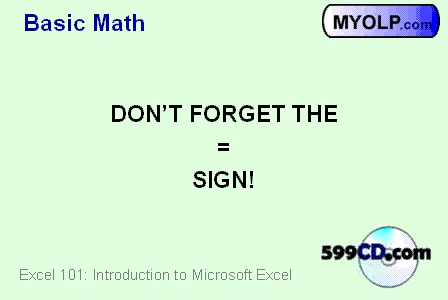 Basic Math
MYOLP.com
DON'T FORGET THE
=
SIGN!
599CD.com
Excel 101: Introduction to Microsoft Excel